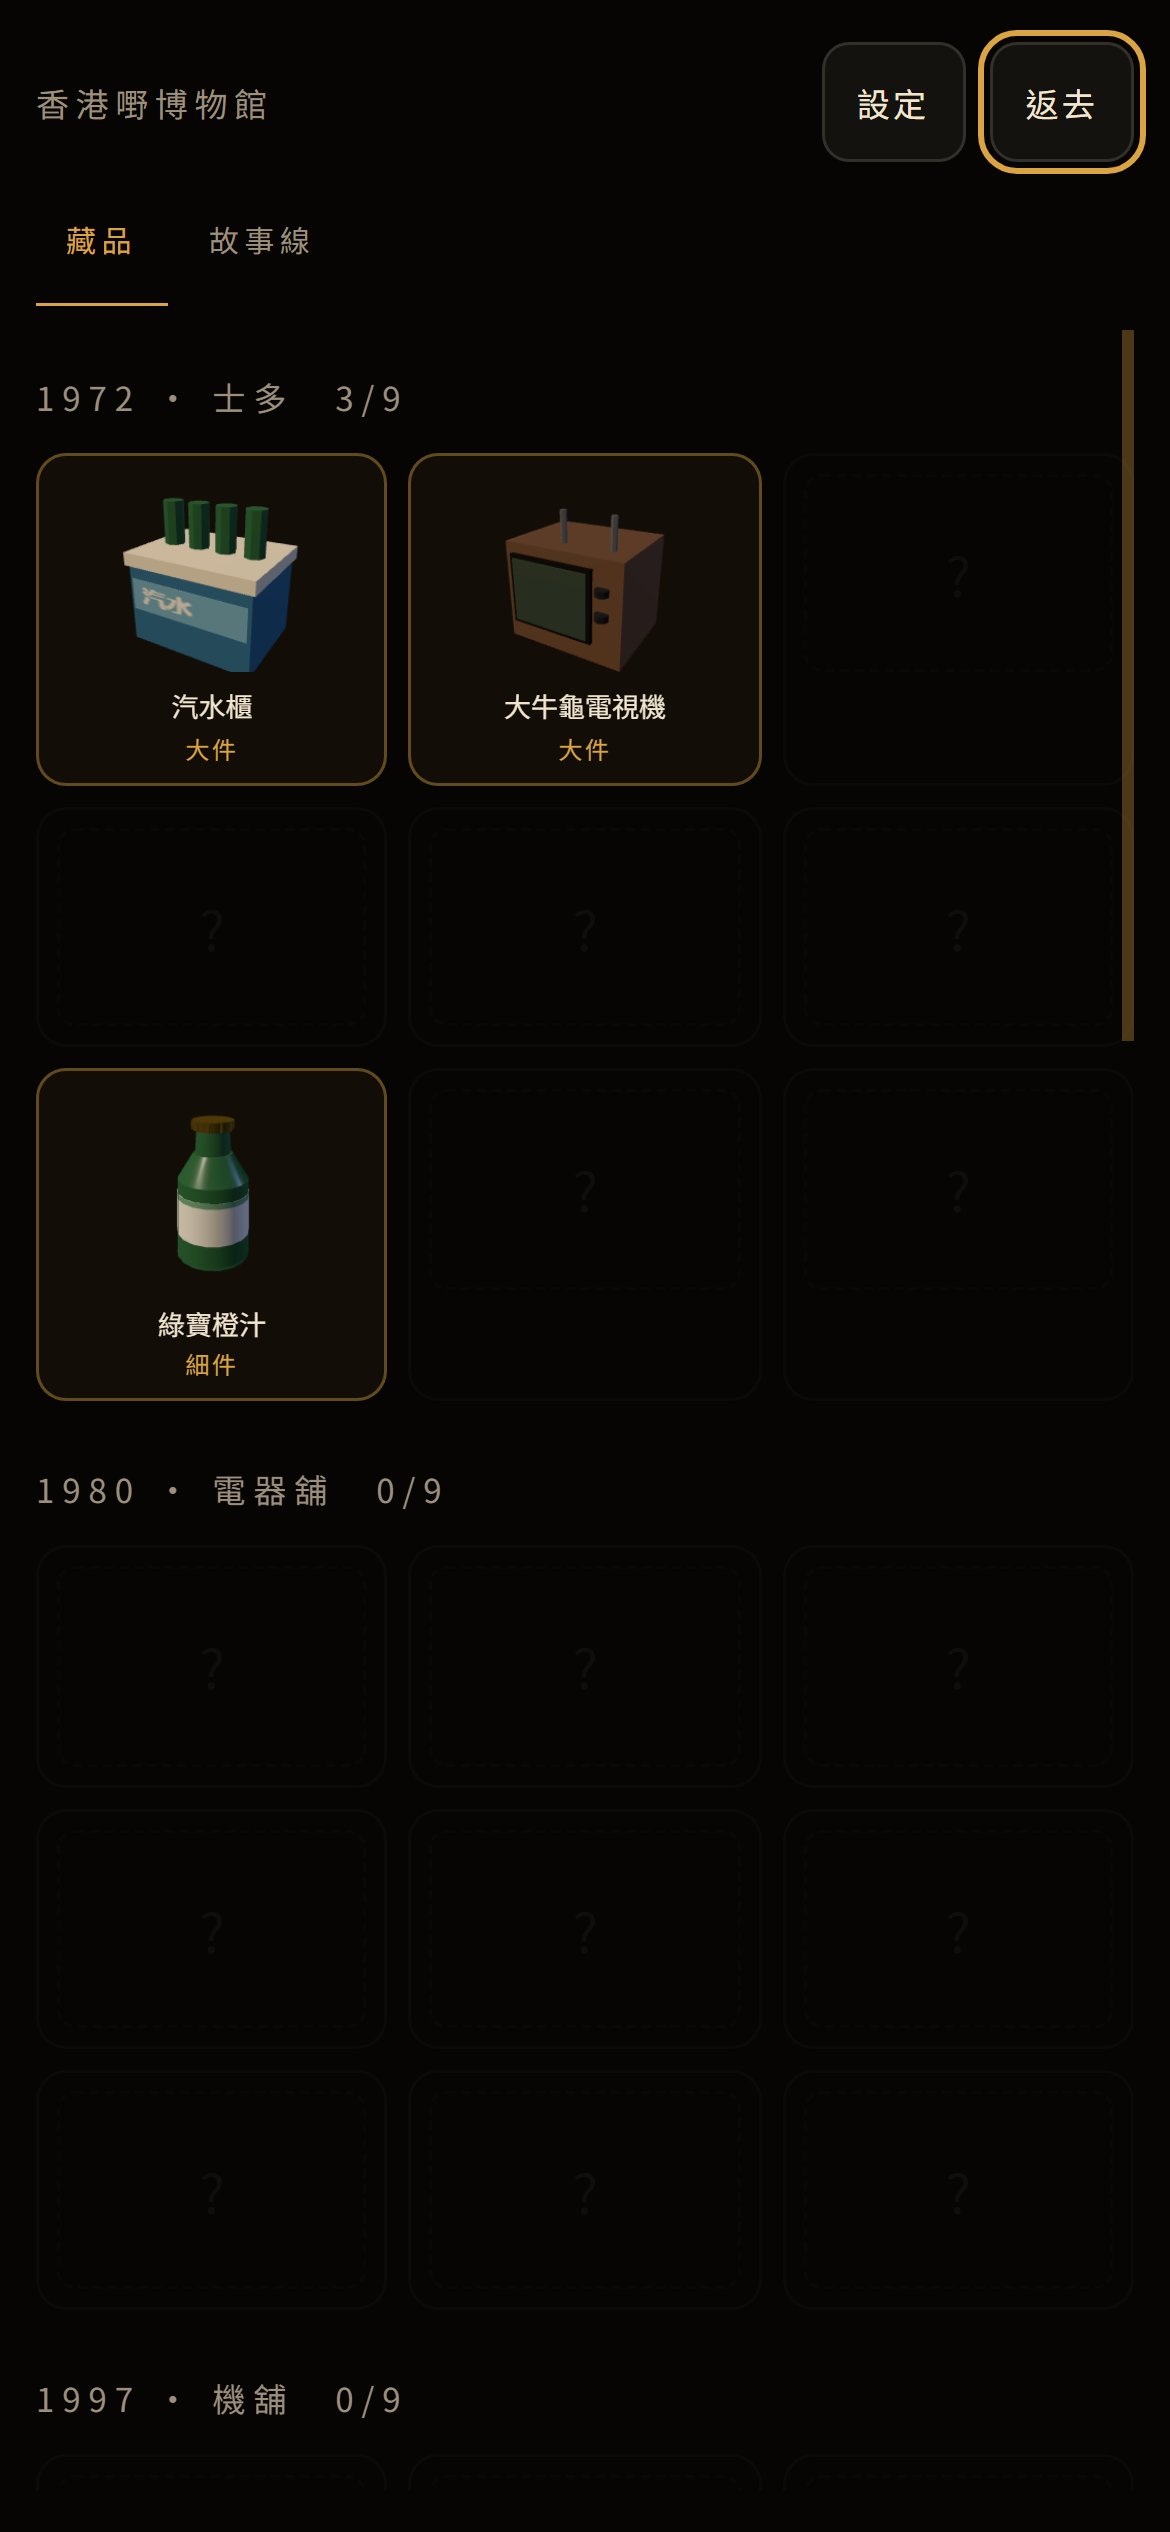 香港嘢博物館
設定
返去
藏品
故事線
1972 · 士多 3/9
汽水
汽水櫃
大件
大牛龜電視機
大件
?
?
?
?
綠寶橙汁
細件
?
?
1980 · 電器舖 0/9
?
?
?
?
?
?
?
?
?
1997 · 機舖 0/9